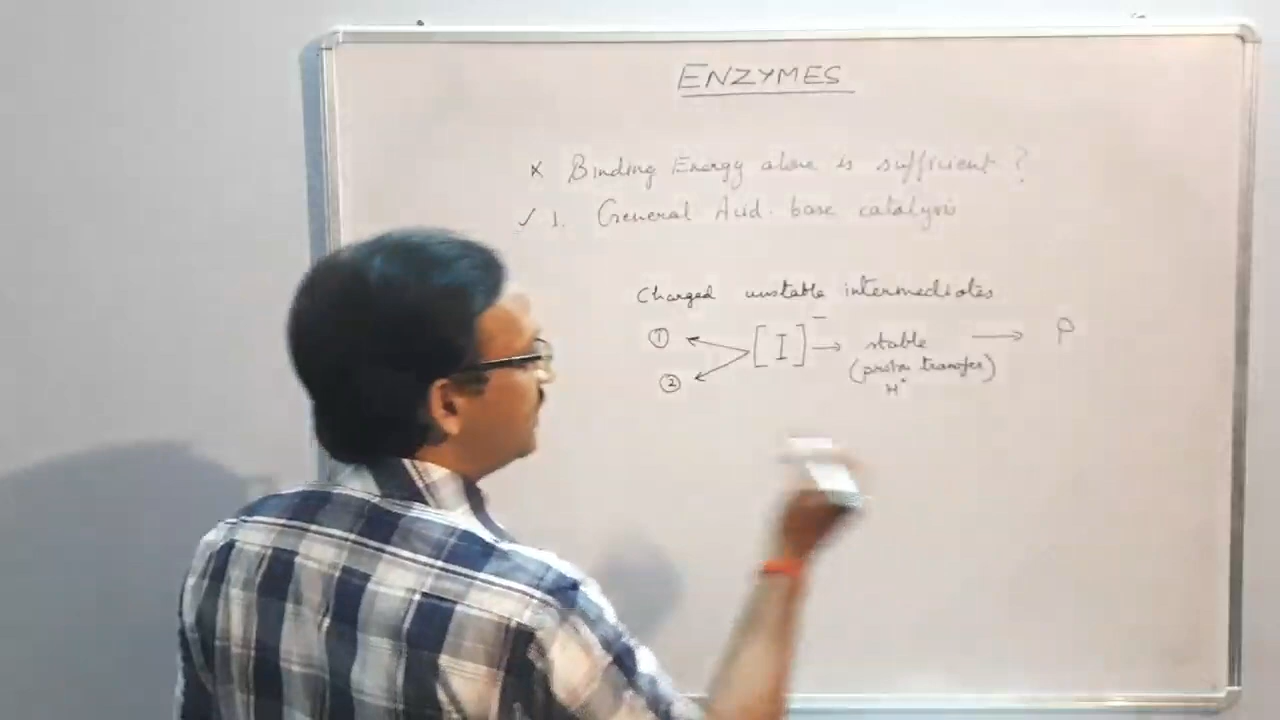 ENZYMES
x Binding Energy alone is sufficient ?
✓ 1. General Acid-base catalysis
Charged unstable intermediates
① [I]⁻ → stable → P
② (proton transfer)
H⁺